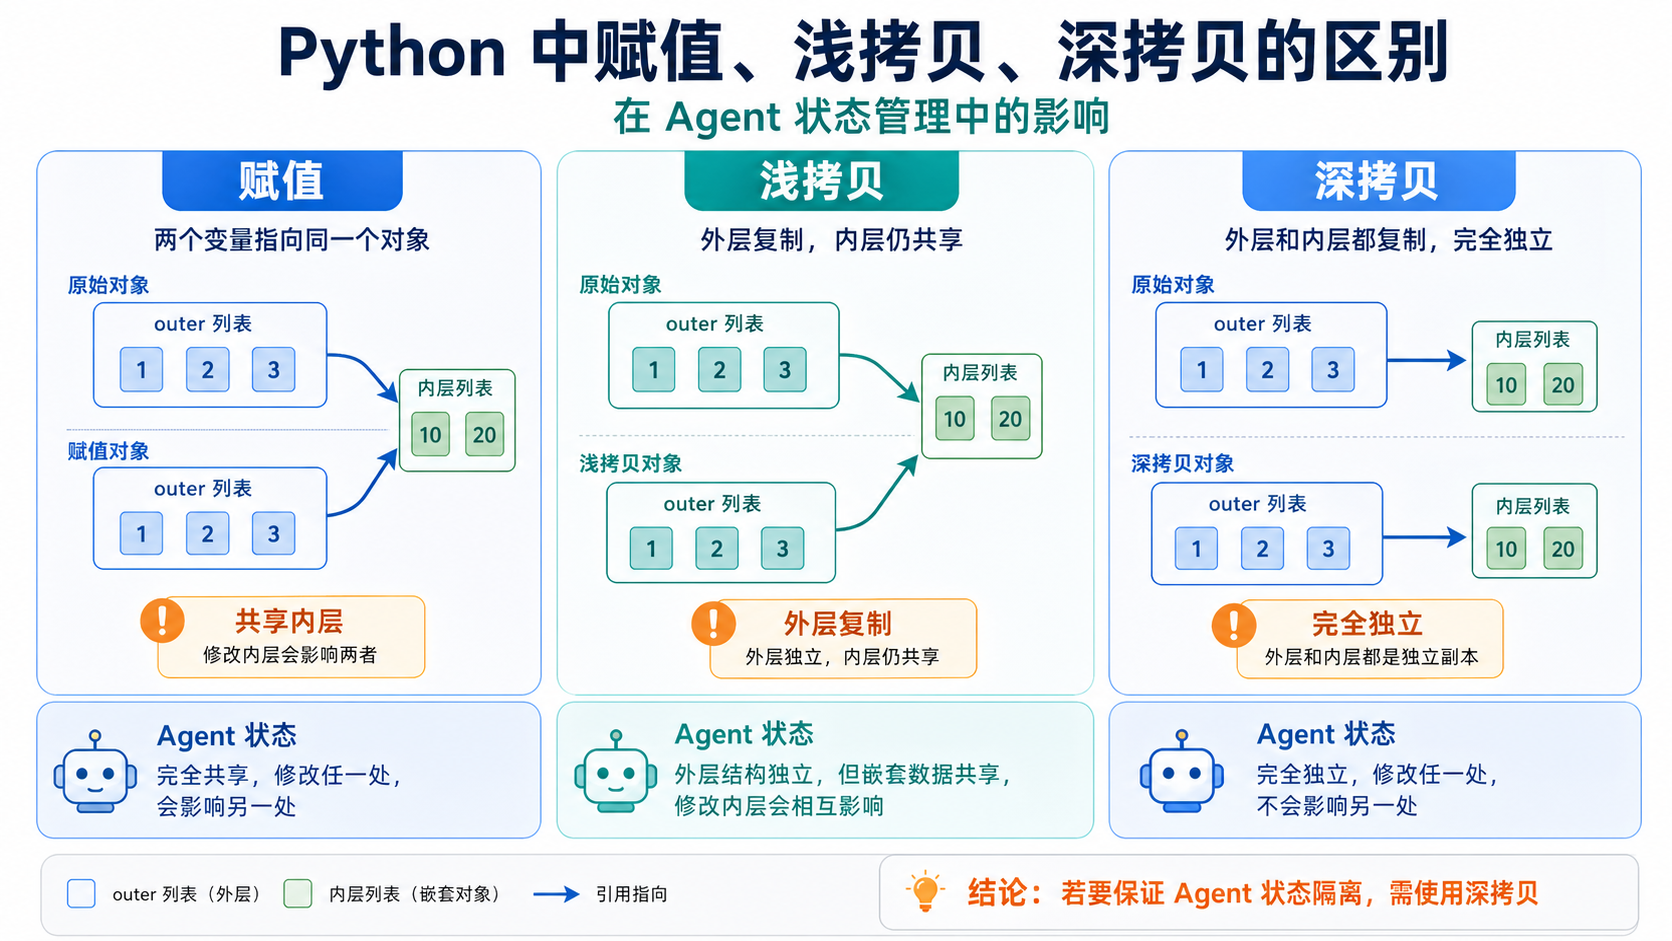 Python 中赋值、浅拷贝、深拷贝的区别
在 Agent 状态管理中的影响
赋值
两个变量指向同一个对象
原始对象
outer 列表
1 2 3
内层列表
10 20
赋值对象
outer 列表
1 2 3
共享内层
修改内层会影响两者
Agent 状态
完全共享，修改任一处，
会影响另一处
浅拷贝
外层复制，内层仍共享
原始对象
outer 列表
1 2 3
内层列表
10 20
浅拷贝对象
outer 列表
1 2 3
外层复制
外层独立，内层仍共享
Agent 状态
外层结构独立，但嵌套数据共享，
修改内层会相互影响
深拷贝
外层和内层都复制，完全独立
原始对象
outer 列表
1 2 3
内层列表
10 20
深拷贝对象
outer 列表
1 2 3
内层列表
10 20
完全独立
外层和内层都是独立副本
Agent 状态
完全独立，修改任一处，
不会影响另一处
outer 列表（外层） 内层列表（嵌套对象） 引用指向
结论：若要保证 Agent 状态隔离，需使用深拷贝